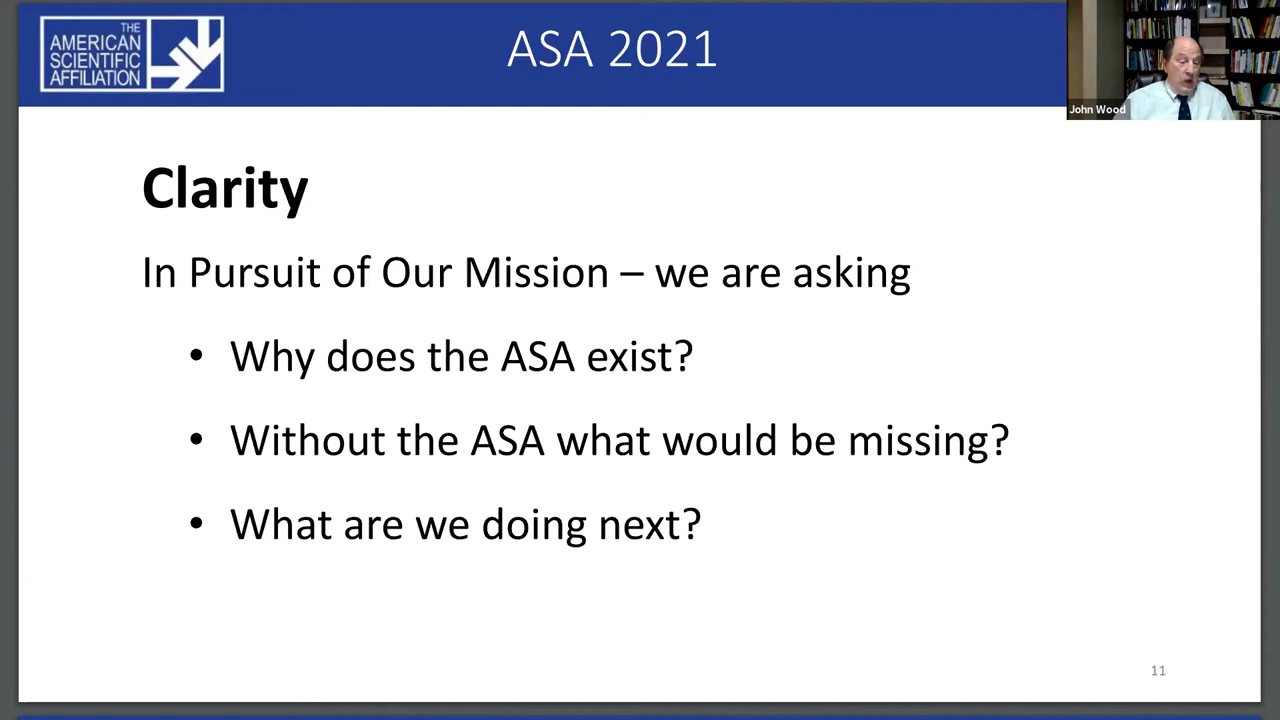 THE
AMERICAN
SCIENTIFIC
AFFILIATION
ASA 2021
John Wood
Clarity
In Pursuit of Our Mission – we are asking
• Why does the ASA exist?
• Without the ASA what would be missing?
• What are we doing next?
11